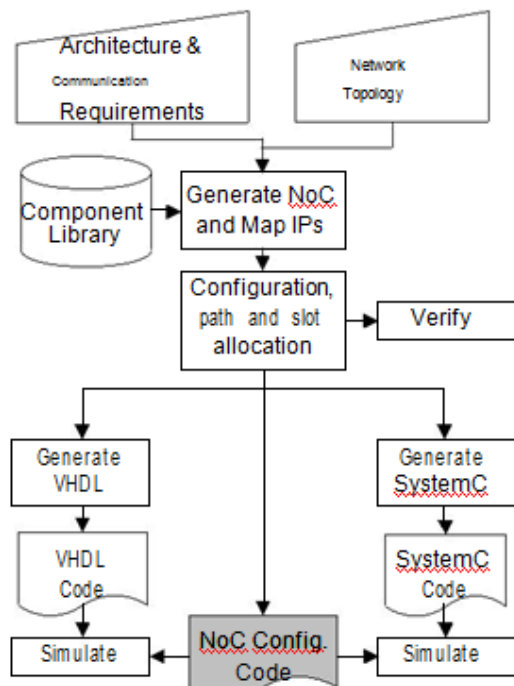 Architecture &
Communication
Requirements
Network
Topology
Component
Library
Generate NoC
and Map IPs
Configuration,
path and slot
allocation
Verify
Generate
VHDL
Generate
SystemC
VHDL
Code
SystemC
Code
Simulate
NoC Config.
Code
Simulate